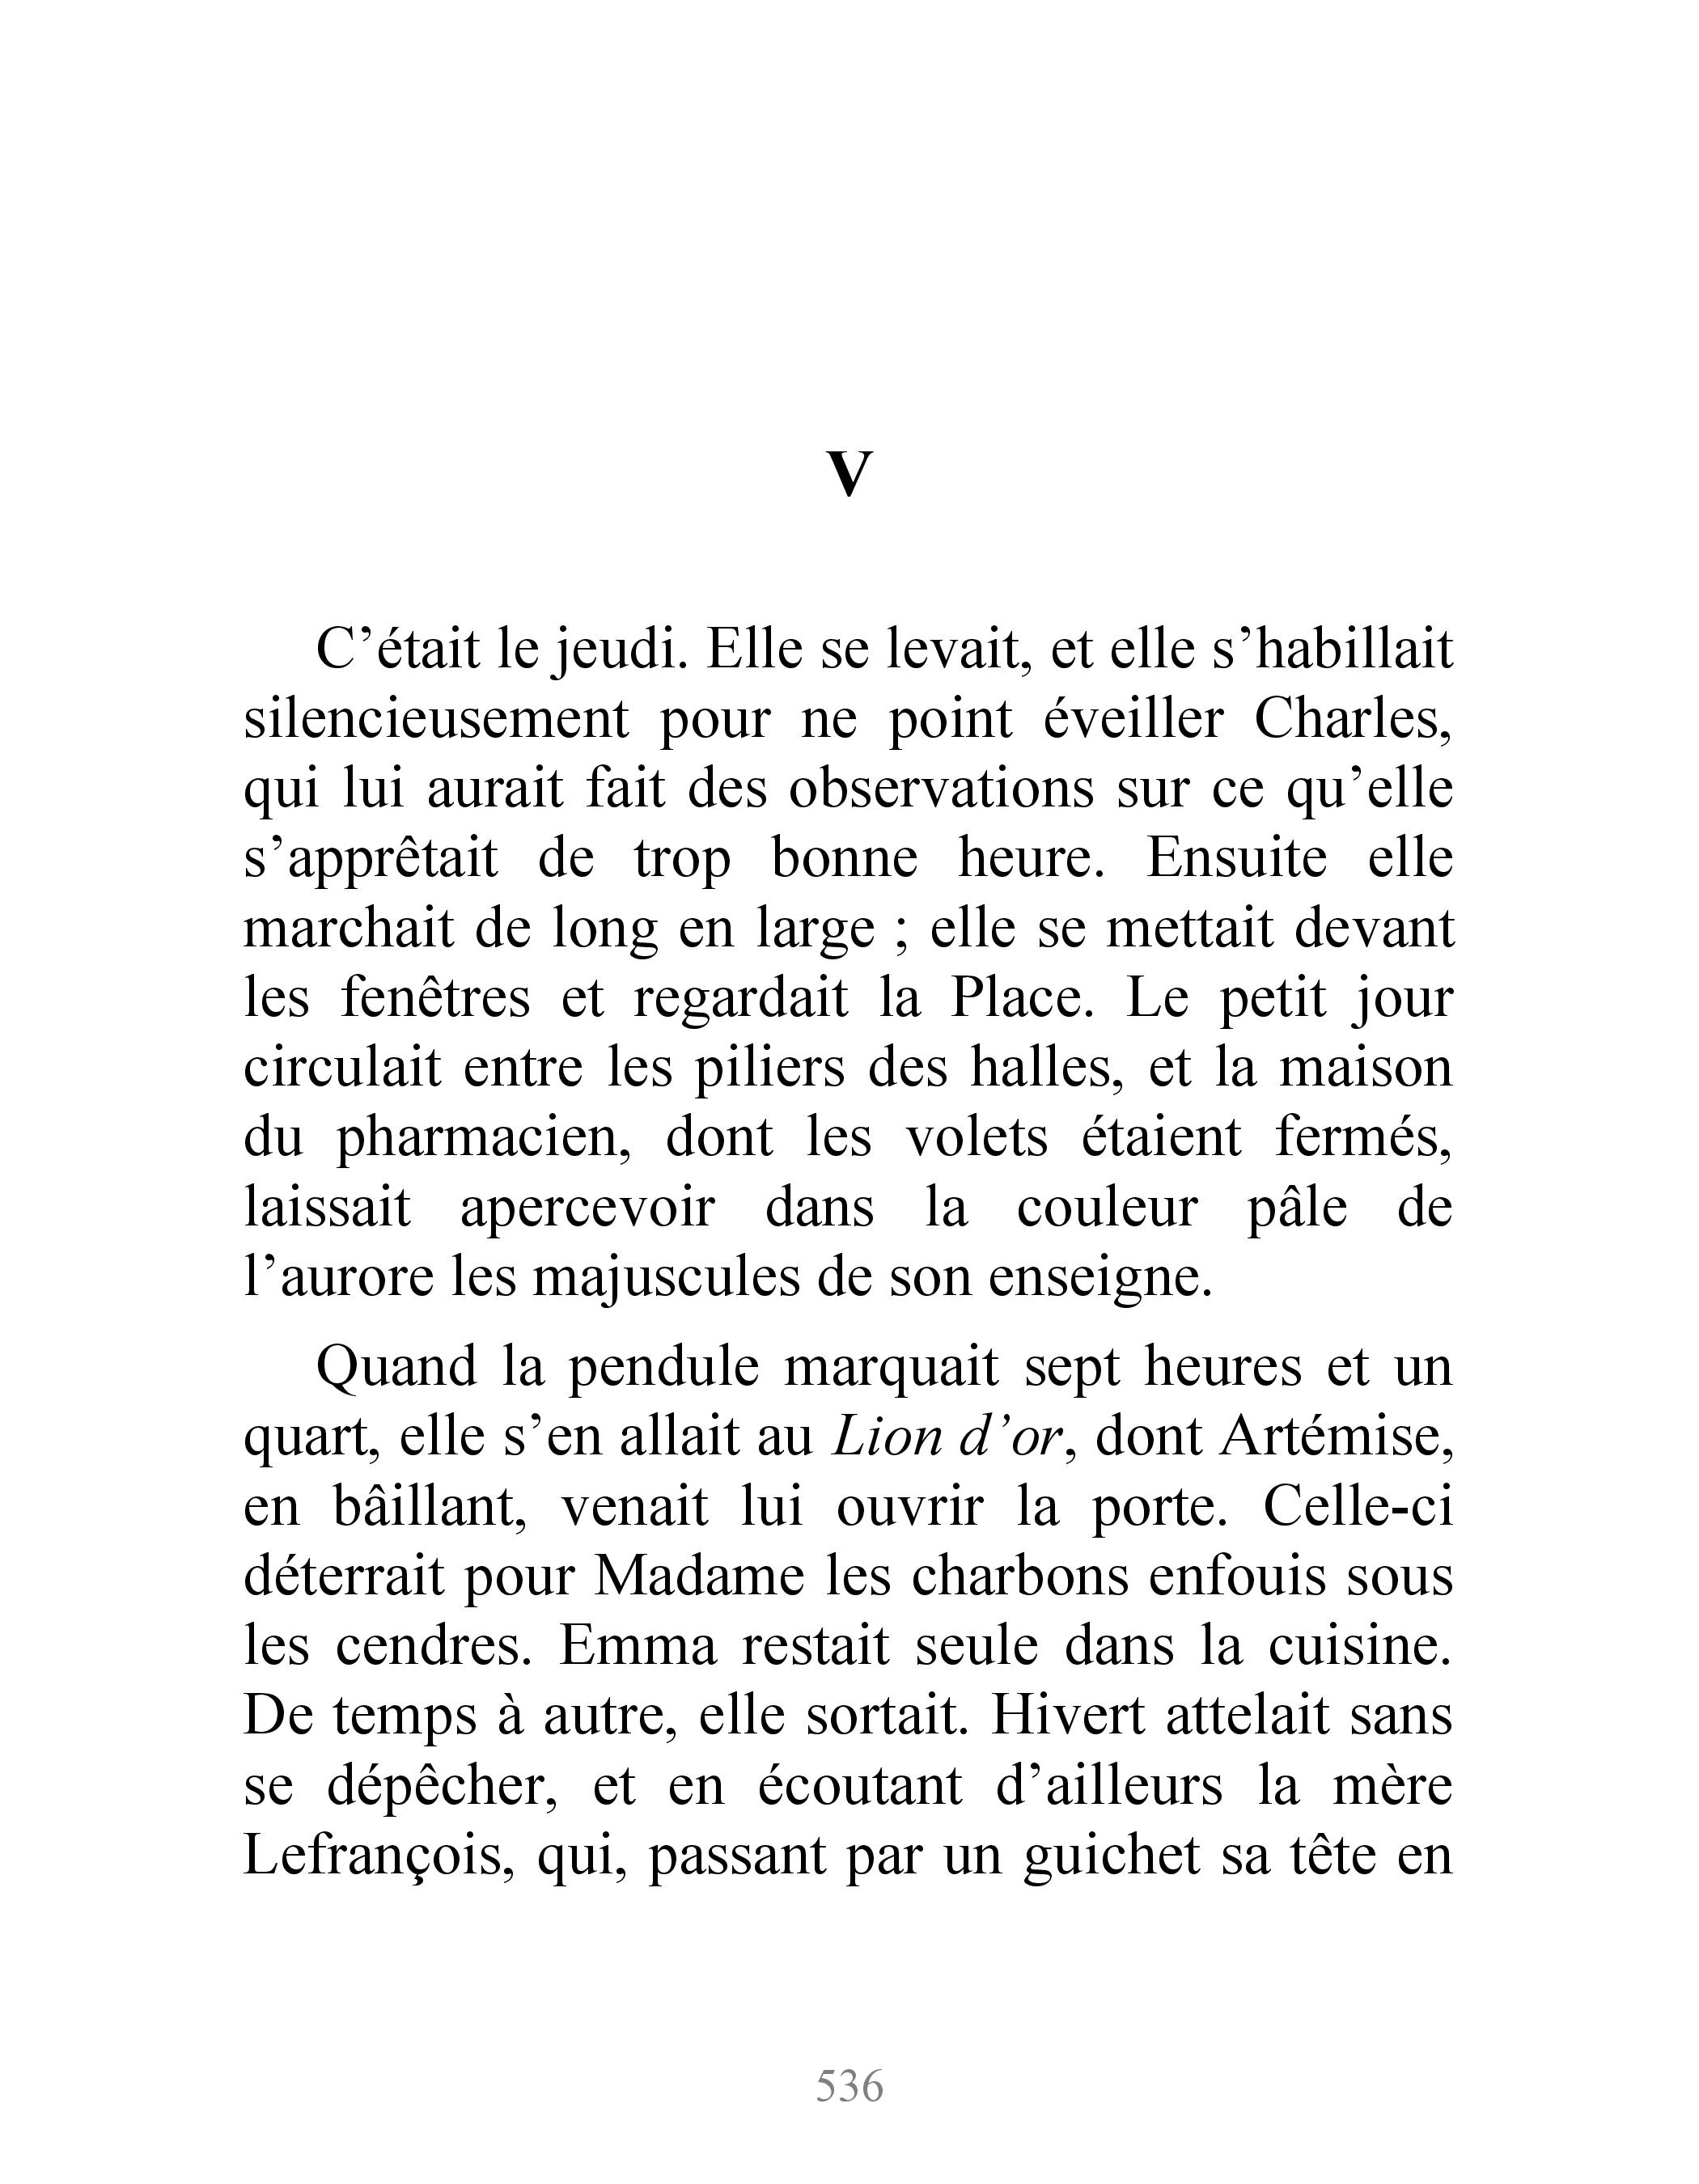 V
C’était le jeudi. Elle se levait, et elle s’habillait
silencieusement pour ne point éveiller Charles,
qui lui aurait fait des observations sur ce qu’elle
s’apprêtait de trop bonne heure. Ensuite elle
marchait de long en large ; elle se mettait devant
les fenêtres et regardait la Place. Le petit jour
circulait entre les piliers des halles, et la maison
du pharmacien, dont les volets étaient fermés,
laissait apercevoir dans la couleur pâle de
l’aurore les majuscules de son enseigne.
Quand la pendule marquait sept heures et un
quart, elle s’en allait au Lion d’or, dont Artémise,
en bâillant, venait lui ouvrir la porte. Celle-ci
déterrait pour Madame les charbons enfouis sous
les cendres. Emma restait seule dans la cuisine.
De temps à autre, elle sortait. Hivert attelait sans
se dépêcher, et en écoutant d’ailleurs la mère
Lefrançois, qui, passant par un guichet sa tête en
536